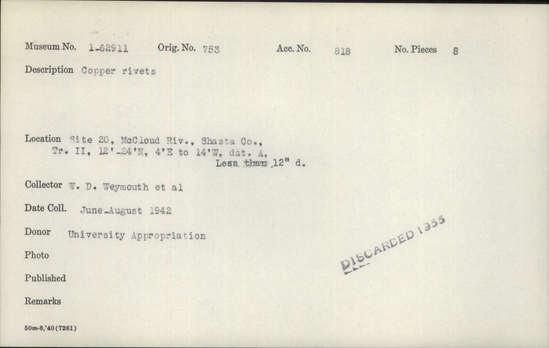 Museum No. 1-82911 Orig. No. 753 Acc. No. 818 No. Pieces 8
Description Copper rivets
Location Site 20, McCloud Riv., Shasta Co.,
Tr. II, 12'-24'N, 4'E to 14'W, dat. A.
Less than 12" d.
Collector W. D. Weymouth et al
Date Coll. June-August 1942
Donor University Appropriation
DISCARDED 1955
Photo
Published
Remarks
50m-8,'40(7261)